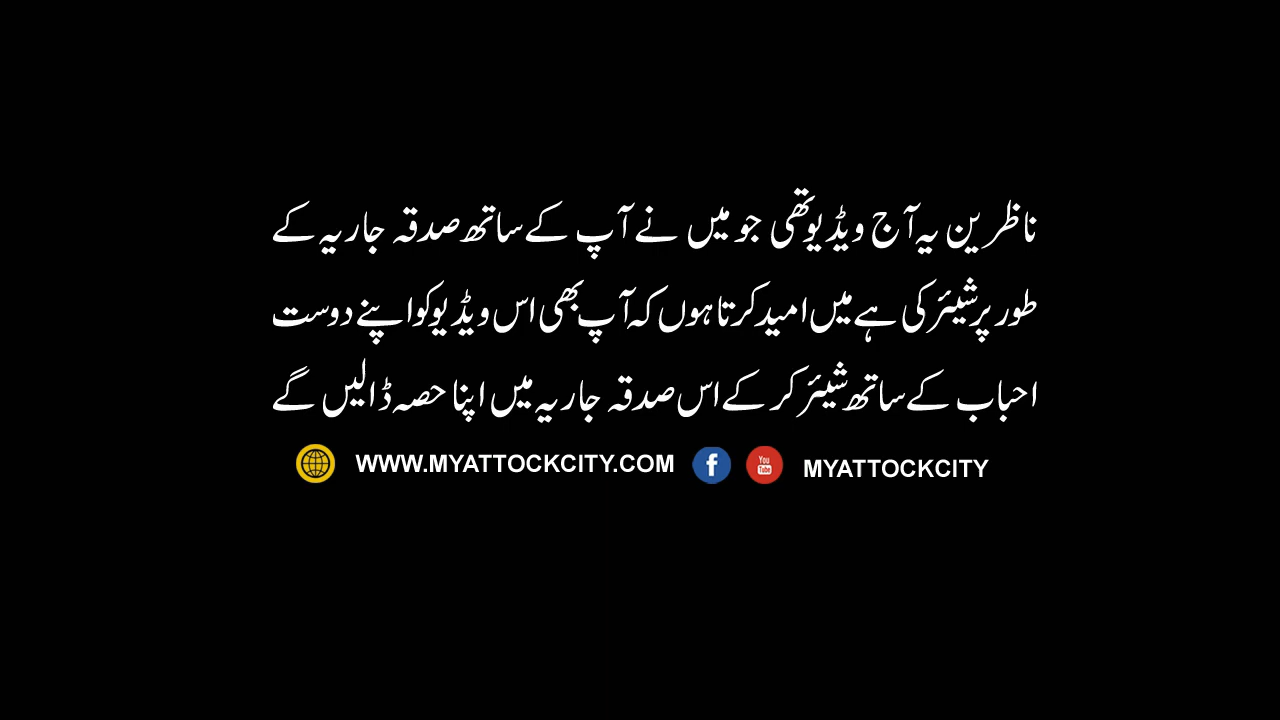 ناظرین یہ آج ویڈیو تھی جو میں نے آپ کے ساتھ صدقہ جاریہ کے
طور پر شیئر کی ہے میں امید کرتا ہوں کہ آپ بھی اس ویڈیو کو اپنے دوست
احباب کے ساتھ شیئر کر کے اس صدقہ جاریہ میں اپنا حصہ ڈالیں گے
WWW.MYATTOCKCITY.COM f You Tube MYATTOCKCITY